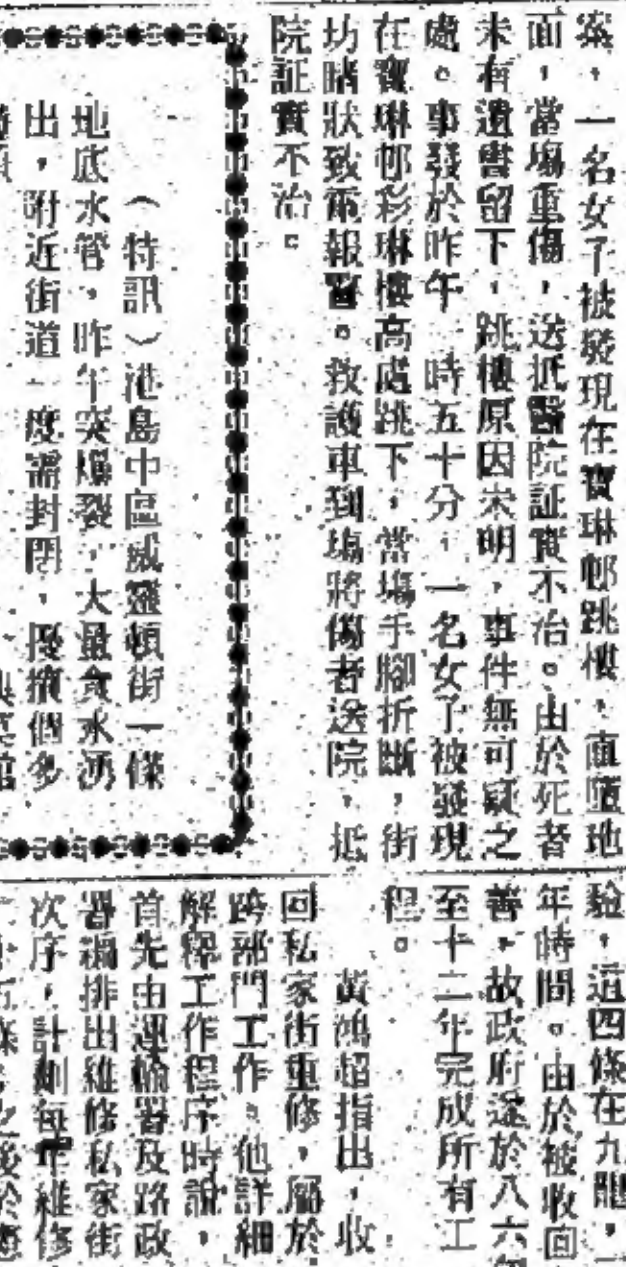 案，一名女子被發現在寶琳邨跳樓，直墮地
面，當塲重傷，送抵醫院証實不治。由於死者
未有遺書留下，跳樓原因未明，事件無可疑之
處。事發於昨午 時五十分，一名女子被發現
在寶琳邨彩琳樓高處跳下，當塲手腳折斷，街
坊睹狀致電報警。救護車到塲將傷者送院，抵
院証實不治。
（特訊）港島中區威靈頓街一條
地底水管，昨午突爆裂，大量食水湧
出，附近街道一度需封閉，擾攘個多
驗，這四條在九龍，
年時間。由於被收回
善，故政府遂於八六
至十二年完成所有工
程。
黃鴻超指出，收
回私家街重修，屬於
跨部門工作。他詳細
解釋工作程序時說，
首先由運輸署及路政
署編排出維修私家街
次序，計劃每年維修